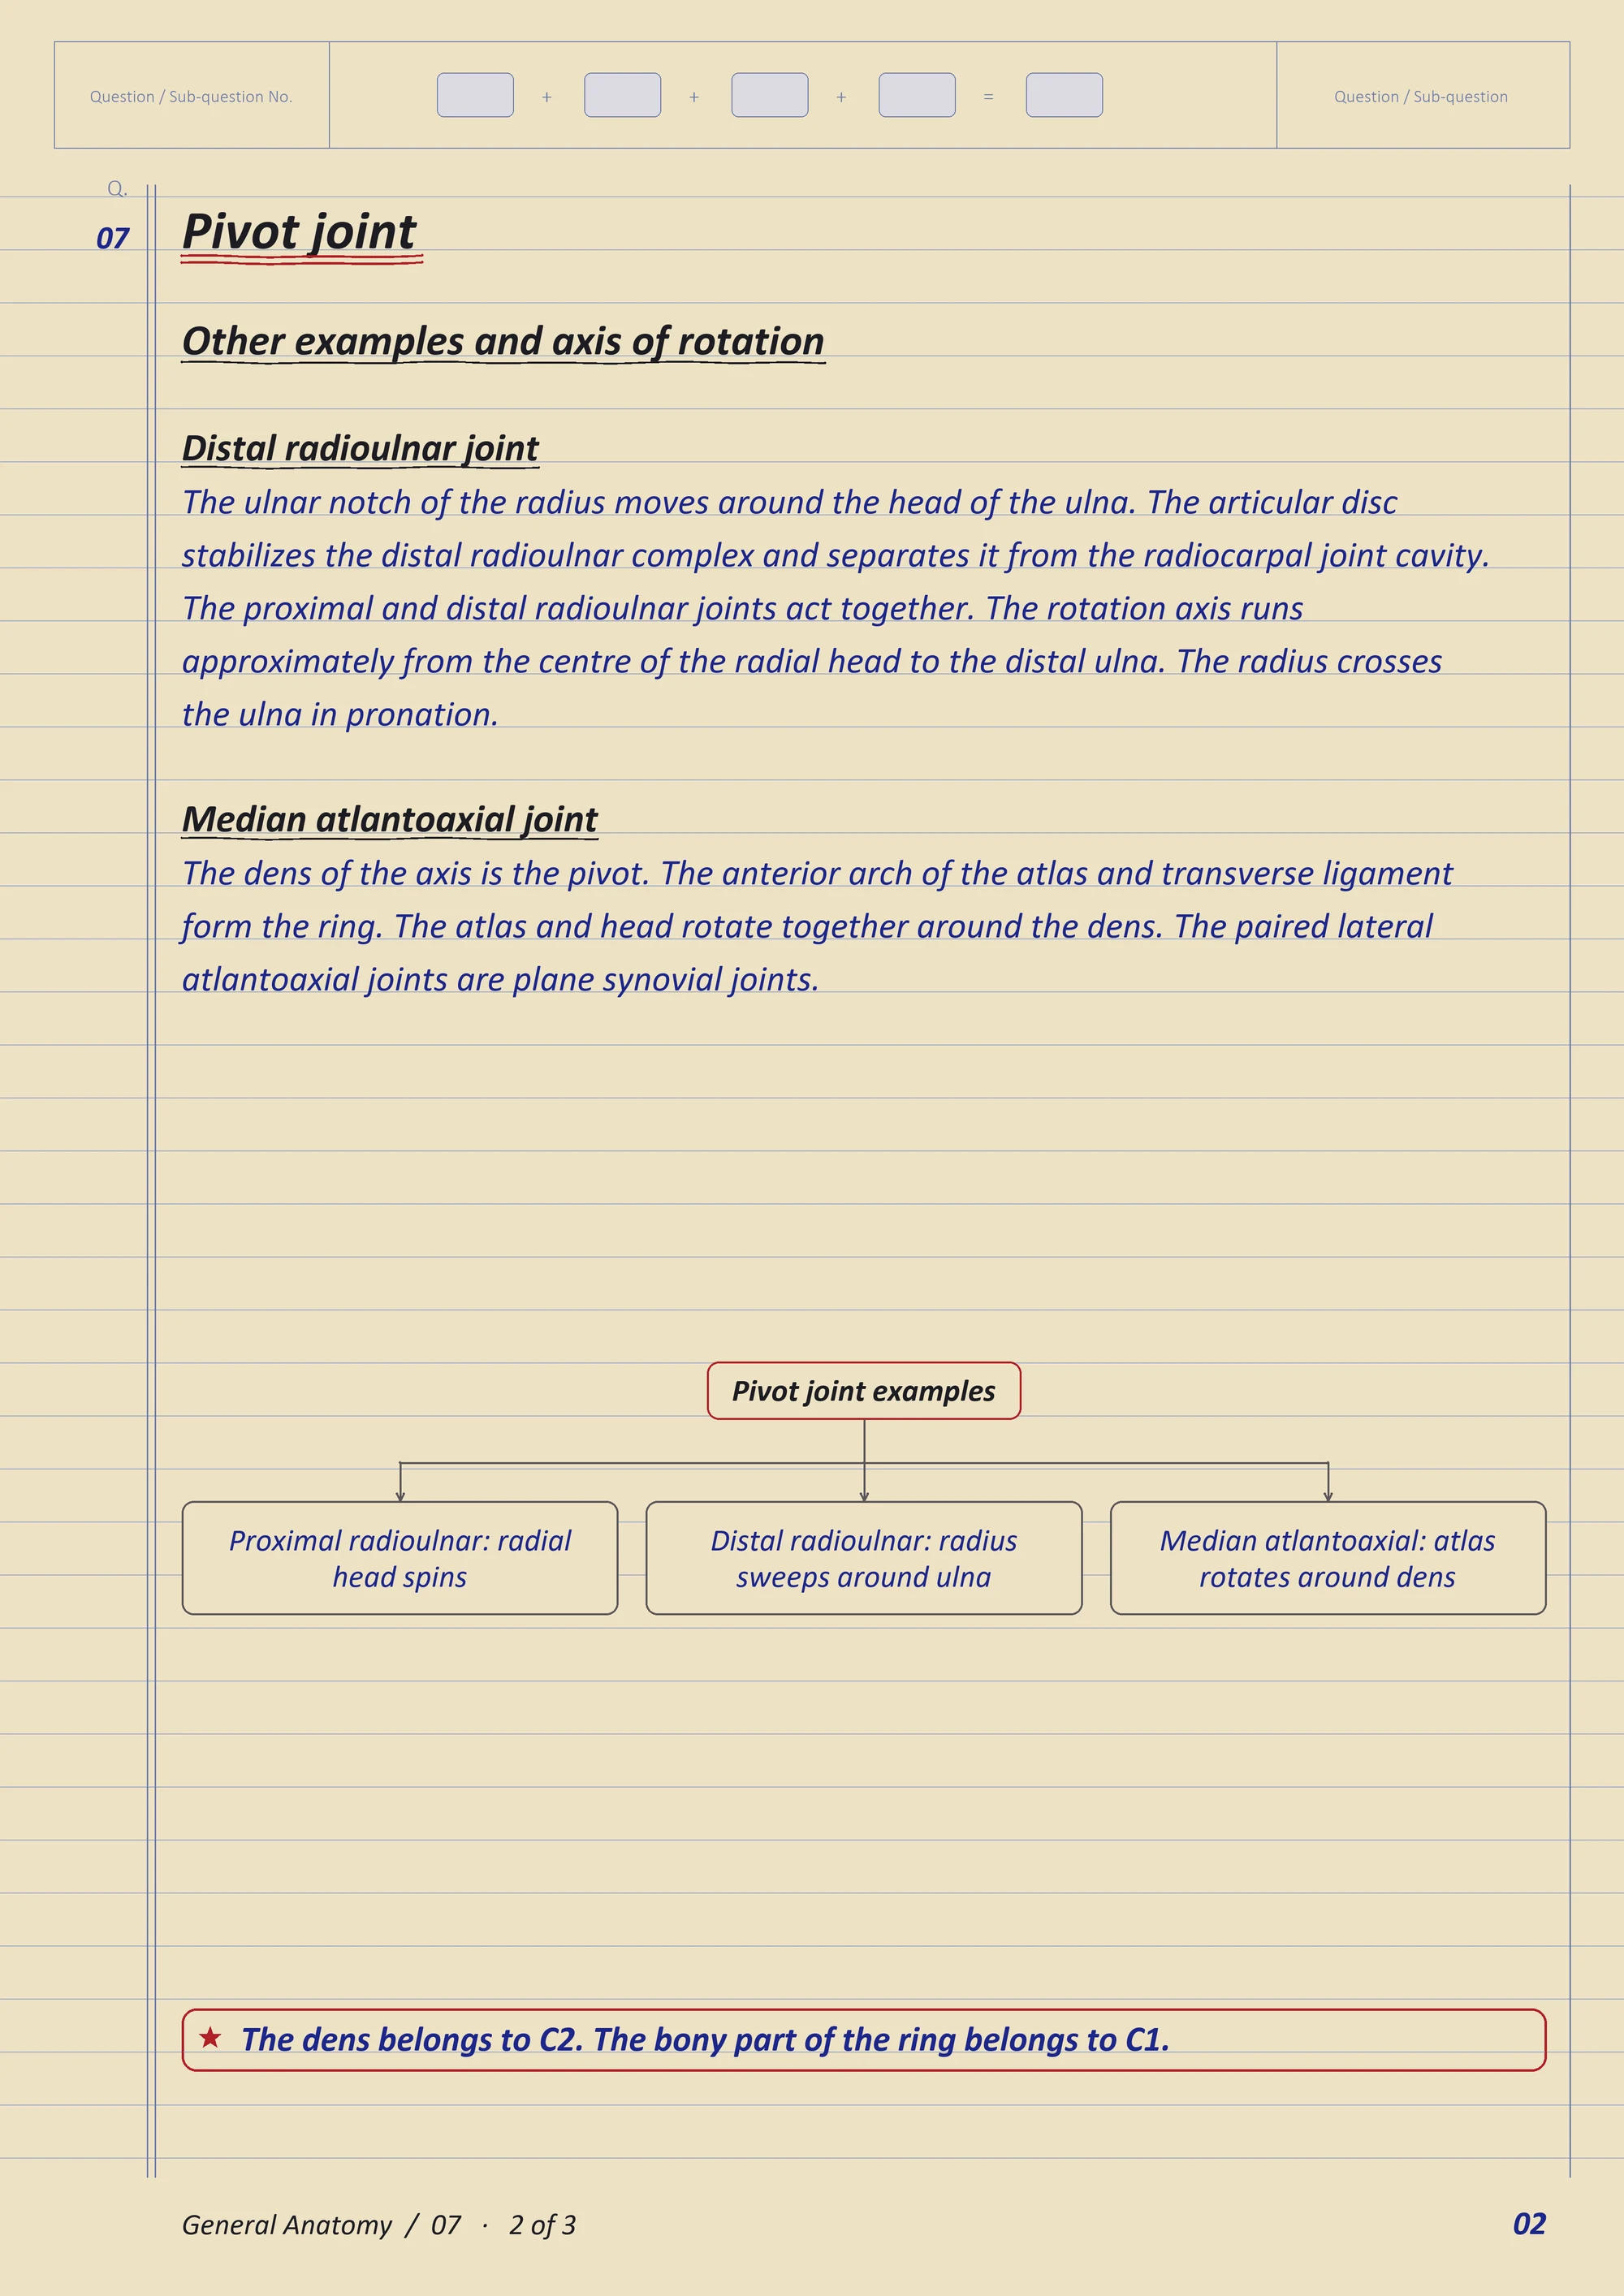 Question / Sub-question No.
+ + + =
Question / Sub-question
Q.
07
Pivot joint
Other examples and axis of rotation
Distal radioulnar joint
The ulnar notch of the radius moves around the head of the ulna. The articular disc
stabilizes the distal radioulnar complex and separates it from the radiocarpal joint cavity.
The proximal and distal radioulnar joints act together. The rotation axis runs
approximately from the centre of the radial head to the distal ulna. The radius crosses
the ulna in pronation.
Median atlantoaxial joint
The dens of the axis is the pivot. The anterior arch of the atlas and transverse ligament
form the ring. The atlas and head rotate together around the dens. The paired lateral
atlantoaxial joints are plane synovial joints.
Pivot joint examples
Proximal radioulnar: radial
head spins
Distal radioulnar: radius
sweeps around ulna
Median atlantoaxial: atlas
rotates around dens
★ The dens belongs to C2. The bony part of the ring belongs to C1.
General Anatomy / 07 · 2 of 3
02